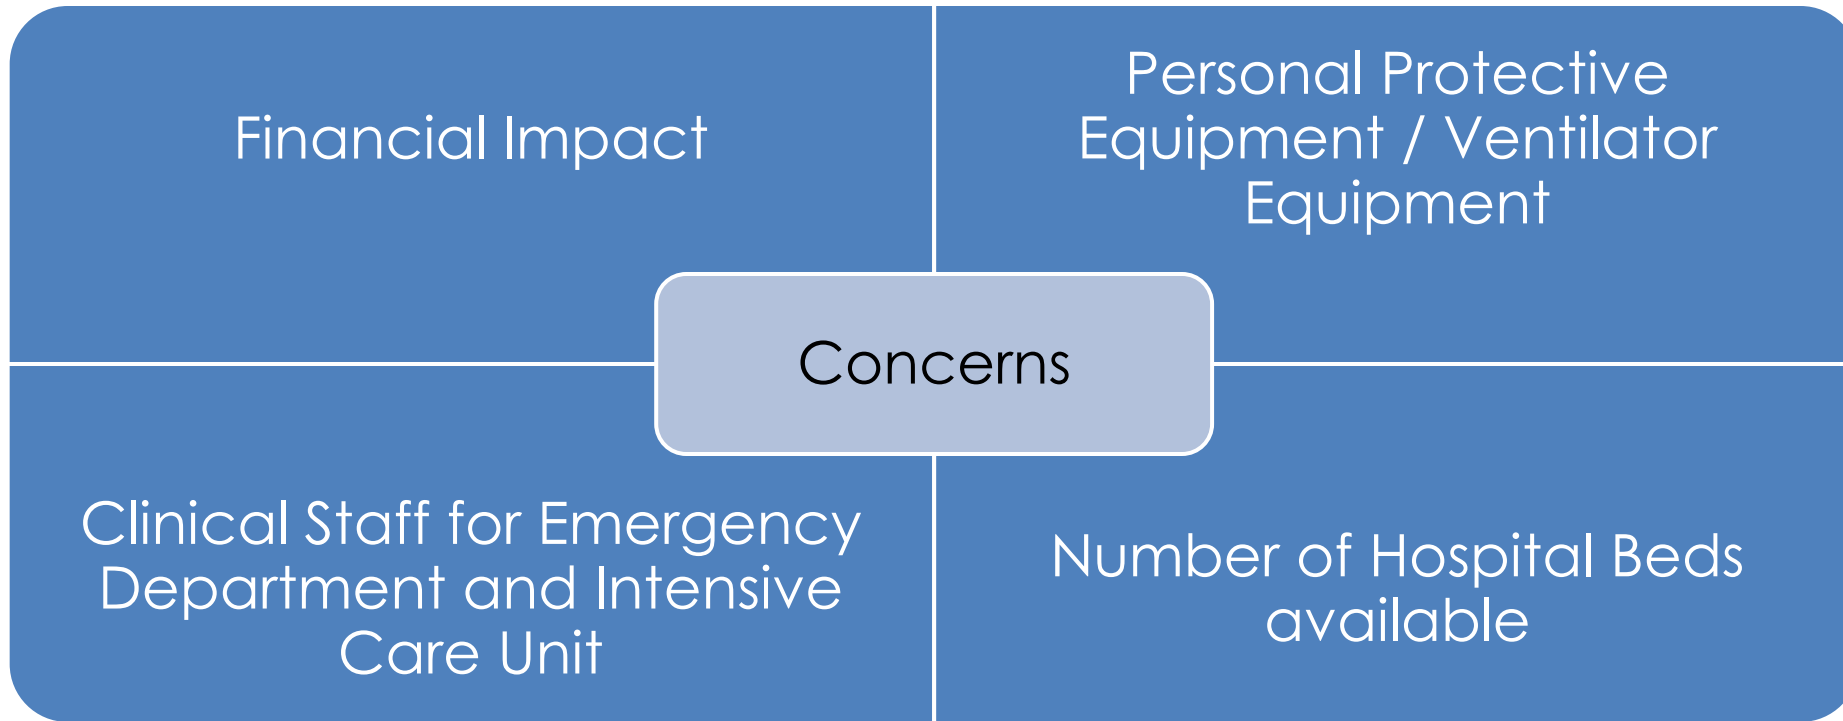 Financial Impact
Personal Protective
Equipment / Ventilator
Equipment
Concerns
Clinical Staff for Emergency
Department and Intensive
Care Unit
Number of Hospital Beds
available